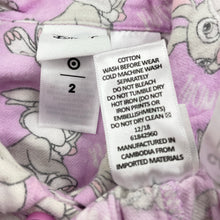 2
COTTON
WASH BEFORE WEAR
COLD MACHINE WASH
SEPARATELY
DO NOT BLEACH
DO NOT TUMBLE DRY
HOT IRON (DO NOT
IRON PRINTS OR
EMBELLISHMENTS)
DO NOT DRY CLEAN
12/18
61842960
MADE IN
CAMBODIA FROM
IMPORTED MATERIALS